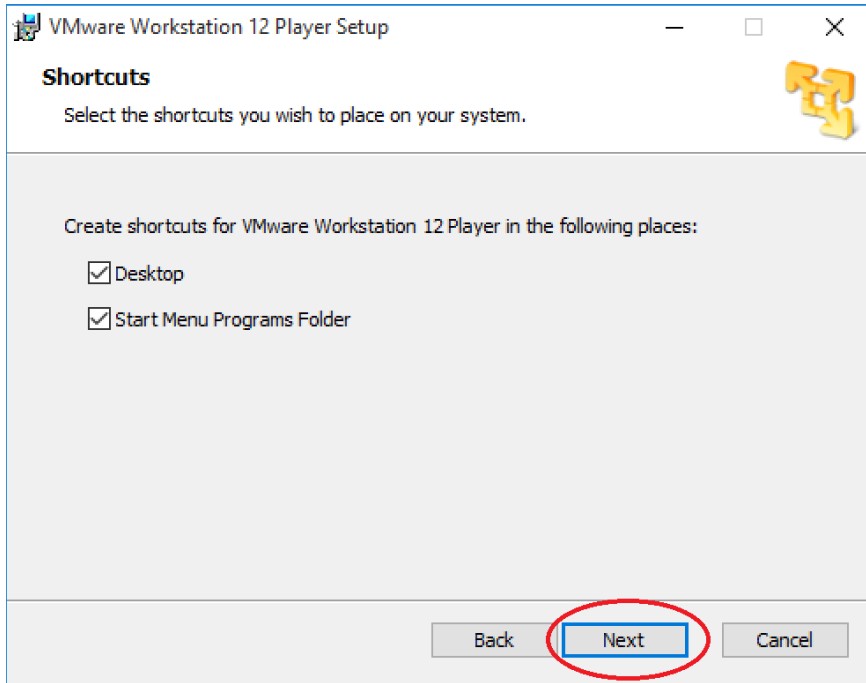 VMware Workstation 12 Player Setup
Shortcuts
Select the shortcuts you wish to place on your system.
Create shortcuts for VMware Workstation 12 Player in the following places:
Desktop
Start Menu Programs Folder
Back Next Cancel